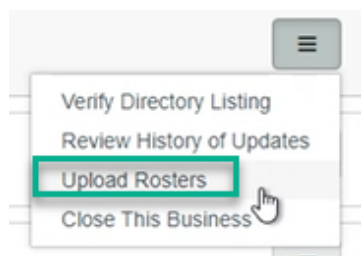 Verify Directory Listing
Review History of Updates
Upload Rosters
Close This Business